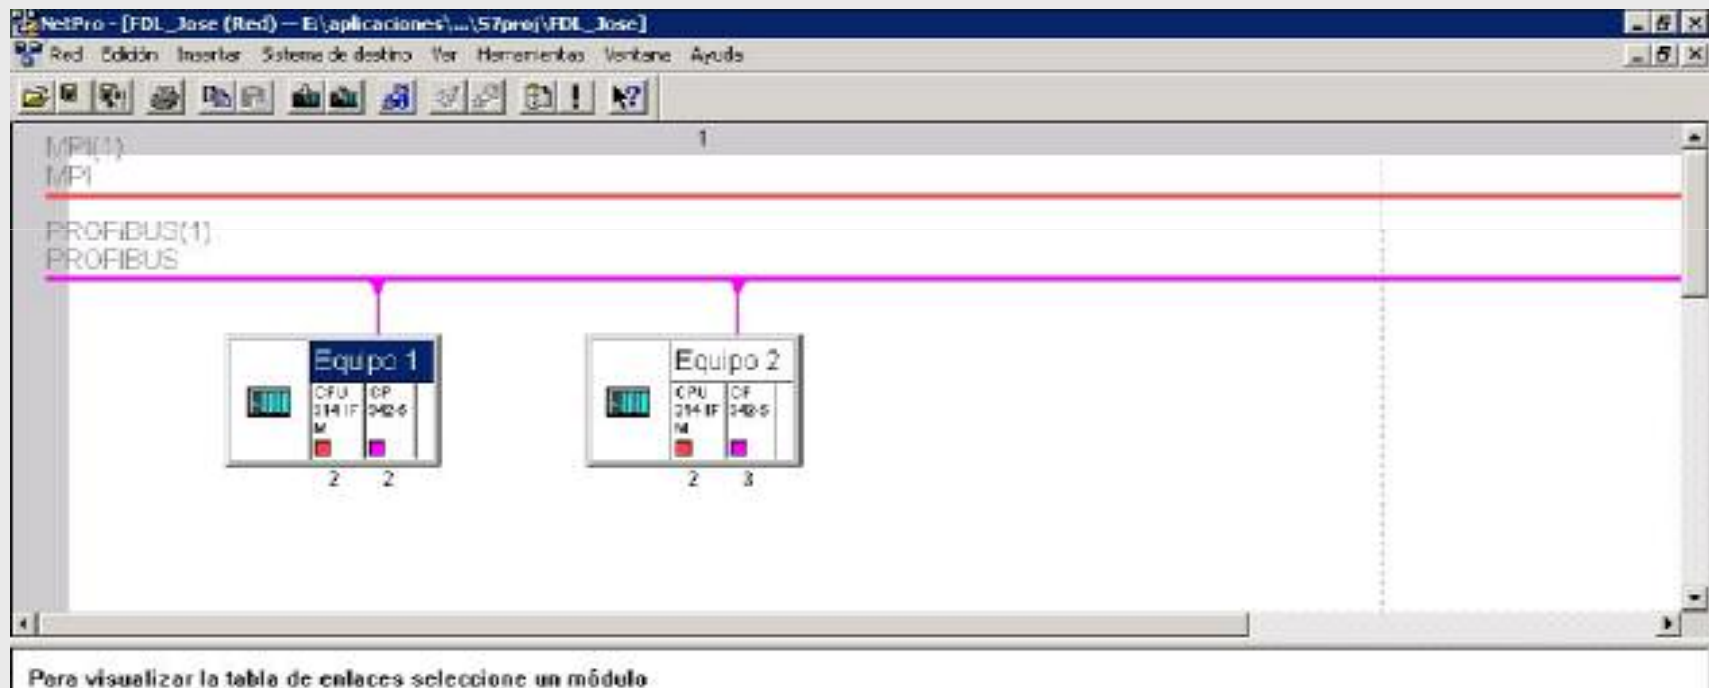 NetPro - [FDL_Jose (Red) -- E:\aplicaciones\...\S7proj\FDL_Jose]
Red Edición Insertar Sistema de destino Ver Herramientas Ventana Ayuda
1
MPI(1)
MPI
PROFIBUS(1)
PROFIBUS
Equipo 1
CPU 314 IFM
CP 342-5
2 2
Equipo 2
CPU 314 IFM
CP 342-5
2 3
Para visualizar la tabla de enlaces seleccione un módulo